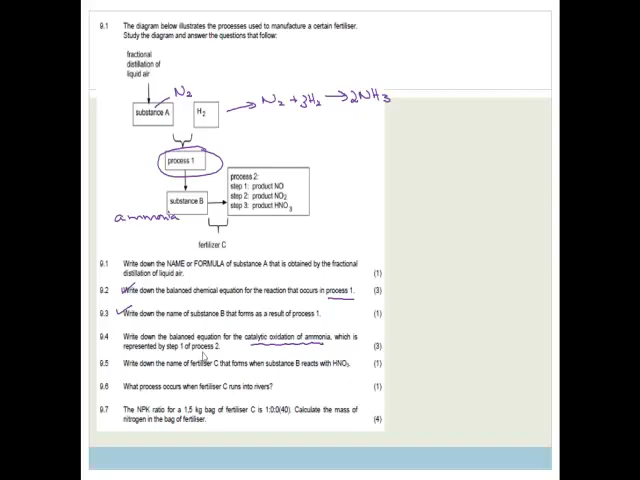 9.1 The diagram below illustrates the processes used to manufacture a certain fertiliser.
Study the diagram and answer the questions that follow:
fractional
distillation of
liquid air
N₂
substance A
H₂
→ N₂ + 3H₂ → 2NH₃
process 1
process 2:
step 1: product NO
step 2: product NO₂
step 3: product HNO₃
substance B
ammonia
fertilizer C
9.1 Write down the NAME or FORMULA of substance A that is obtained by the fractional
distillation of liquid air. (1)
9.2 Write down the balanced chemical equation for the reaction that occurs in process 1. (3)
9.3 Write down the name of substance B that forms as a result of process 1. (1)
9.4 Write down the balanced equation for the catalytic oxidation of ammonia, which is
represented by step 1 of process 2. (3)
9.5 Write down the name of fertiliser C that forms when substance B reacts with HNO₃. (1)
9.6 What process occurs when fertiliser C runs into rivers? (1)
9.7 The NPK ratio for a 1,5 kg bag of fertiliser C is 1:0:0(40). Calculate the mass of
nitrogen in the bag of fertiliser. (4)